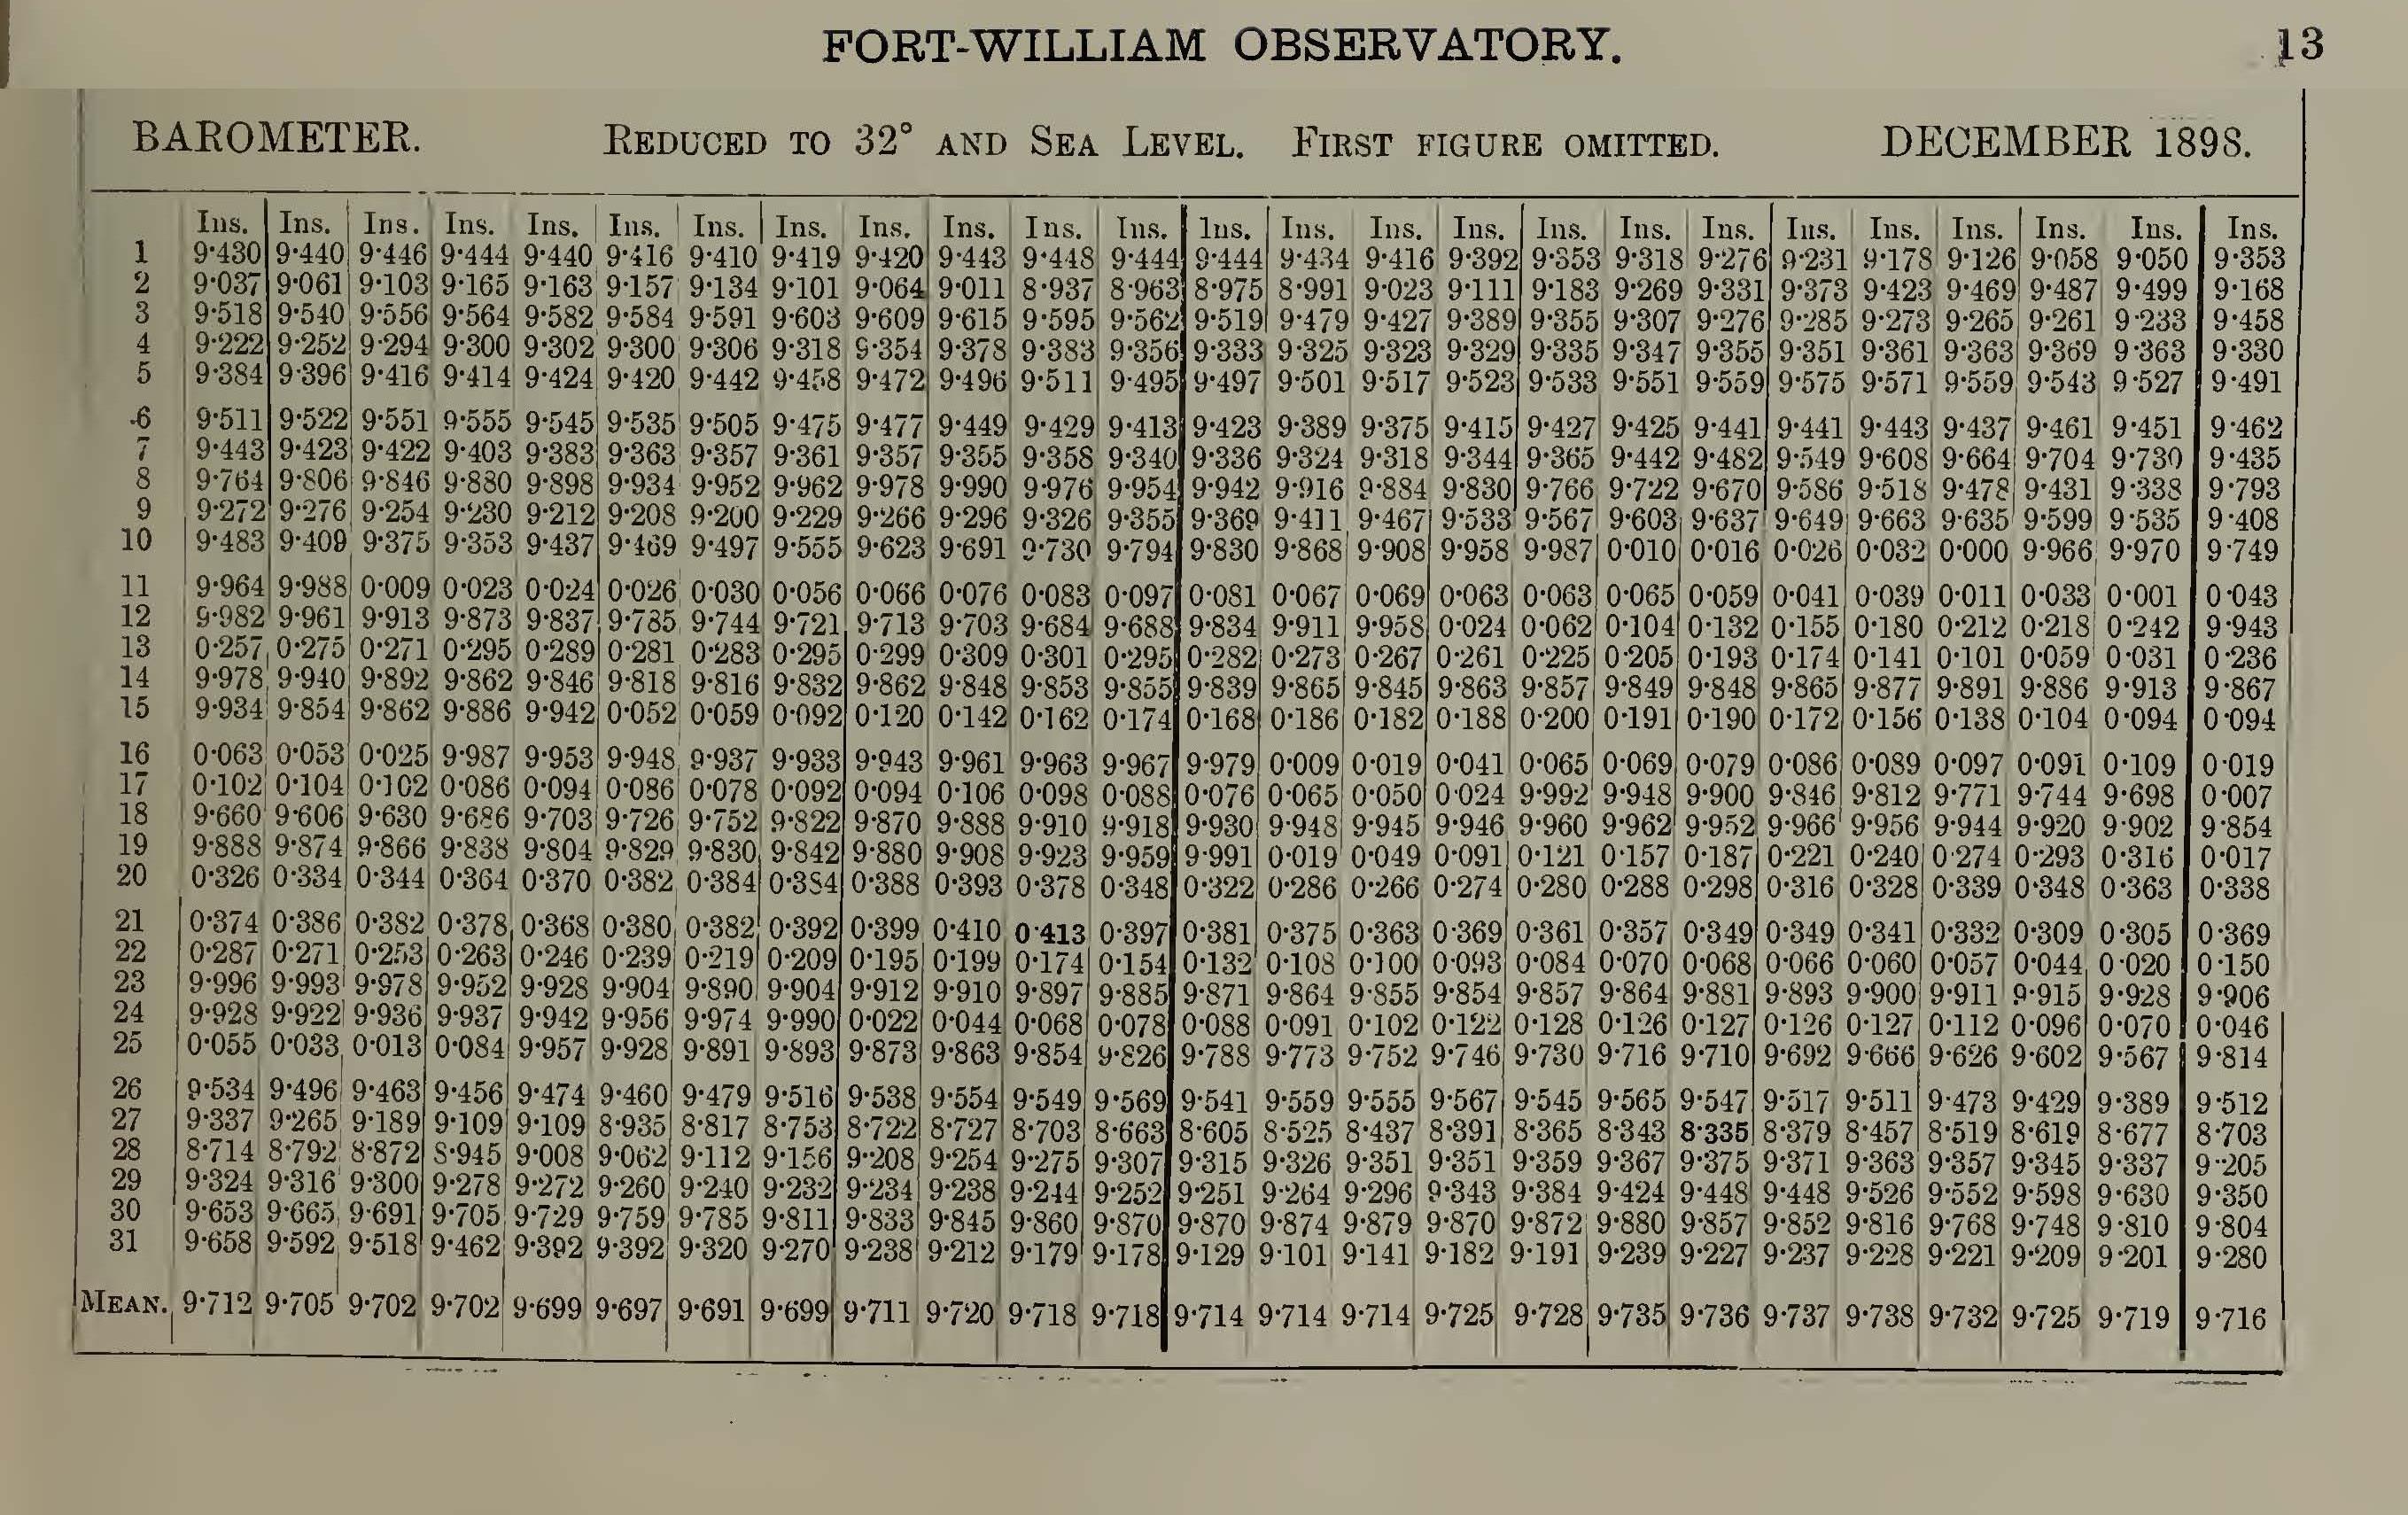 FORT-WILLIAM OBSERVATORY. 13
BAROMETER. REDUCED TO 32° AND SEA LEVEL. FIRST FIGURE OMITTED. DECEMBER 1898.
Ins. Ins. Ins. Ins. Ins. Ins. Ins. Ins. Ins. Ins. Ins. Ins. Ins. Ins. Ins. Ins. Ins. Ins. Ins. Ins. Ins. Ins. Ins. Ins. Ins.
1 9·430 9·440 9·446 9·444 9·440 9·416 9·410 9·419 9·420 9·443 9·448 9·444 9·444 9·434 9·416 9·392 9·353 9·318 9·276 9·231 9·178 9·126 9·058 9·050 9·353
2 9·037 9·061 9·103 9·165 9·163 9·157 9·134 9·101 9·064 9·011 8·937 8·963 8·975 8·991 9·023 9·111 9·183 9·269 9·331 9·373 9·423 9·469 9·487 9·499 9·168
3 9·518 9·540 9·556 9·564 9·582 9·584 9·591 9·603 9·609 9·615 9·595 9·562 9·519 9·479 9·427 9·389 9·355 9·307 9·276 9·285 9·273 9·265 9·261 9·233 9·458
4 9·222 9·252 9·294 9·300 9·302 9·300 9·306 9·318 9·354 9·378 9·383 9·356 9·333 9·325 9·323 9·329 9·335 9·347 9·355 9·351 9·361 9·363 9·369 9·363 9·330
5 9·384 9·396 9·416 9·414 9·424 9·420 9·442 9·458 9·472 9·496 9·511 9·495 9·497 9·501 9·517 9·523 9·533 9·551 9·559 9·575 9·571 9·559 9·543 9·527 9·491
6 9·511 9·522 9·551 9·555 9·545 9·535 9·505 9·475 9·477 9·449 9·429 9·413 9·423 9·389 9·375 9·415 9·427 9·425 9·441 9·441 9·443 9·437 9·461 9·451 9·462
7 9·443 9·423 9·422 9·403 9·383 9·363 9·357 9·361 9·357 9·355 9·358 9·340 9·336 9·324 9·318 9·344 9·365 9·442 9·482 9·549 9·608 9·664 9·704 9·730 9·435
8 9·764 9·806 9·846 9·880 9·898 9·934 9·952 9·962 9·978 9·990 9·976 9·954 9·942 9·916 9·884 9·830 9·766 9·722 9·670 9·586 9·518 9·478 9·431 9·338 9·793
9 9·272 9·276 9·254 9·230 9·212 9·208 9·200 9·229 9·266 9·296 9·326 9·355 9·369 9·411 9·467 9·533 9·567 9·603 9·637 9·649 9·663 9·635 9·599 9·535 9·408
10 9·483 9·409 9·375 9·353 9·437 9·469 9·497 9·555 9·623 9·691 9·730 9·794 9·830 9·868 9·908 9·958 9·987 0·010 0·016 0·026 0·032 0·000 9·966 9·970 9·749
11 9·964 9·988 0·009 0·023 0·024 0·026 0·030 0·056 0·066 0·076 0·083 0·097 0·081 0·067 0·069 0·063 0·063 0·065 0·059 0·041 0·039 0·011 0·033 0·001 0·043
12 9·982 9·961 9·913 9·873 9·837 9·785 9·744 9·721 9·713 9·703 9·684 9·688 9·834 9·911 9·958 0·024 0·062 0·104 0·132 0·155 0·180 0·212 0·218 0·242 9·943
13 0·257 0·275 0·271 0·295 0·289 0·281 0·283 0·295 0·299 0·309 0·301 0·295 0·282 0·273 0·267 0·261 0·225 0·205 0·193 0·174 0·141 0·101 0·059 0·031 0·236
14 9·978 9·940 9·892 9·862 9·846 9·818 9·816 9·832 9·862 9·848 9·853 9·855 9·839 9·865 9·845 9·863 9·857 9·849 9·848 9·865 9·877 9·891 9·886 9·913 9·867
15 9·934 9·854 9·862 9·886 9·942 0·052 0·059 0·092 0·120 0·142 0·162 0·174 0·168 0·186 0·182 0·188 0·200 0·191 0·190 0·172 0·156 0·138 0·104 0·094 0·094
16 0·063 0·053 0·025 9·987 9·953 9·948 9·937 9·933 9·943 9·961 9·963 9·967 9·979 0·009 0·019 0·041 0·065 0·069 0·079 0·086 0·089 0·097 0·091 0·109 0·019
17 0·102 0·104 0·102 0·086 0·094 0·086 0·078 0·092 0·094 0·106 0·098 0·088 0·076 0·065 0·050 0·024 9·992 9·948 9·900 9·846 9·812 9·771 9·744 9·698 0·007
18 9·660 9·606 9·630 9·686 9·703 9·726 9·752 9·822 9·870 9·888 9·910 9·918 9·930 9·948 9·945 9·946 9·960 9·962 9·952 9·966 9·956 9·944 9·920 9·902 9·854
19 9·888 9·874 9·866 9·838 9·804 9·829 9·830 9·842 9·880 9·908 9·923 9·959 9·991 0·019 0·049 0·091 0·121 0·157 0·187 0·221 0·240 0·274 0·293 0·316 0·017
20 0·326 0·334 0·344 0·364 0·370 0·382 0·384 0·384 0·388 0·393 0·378 0·348 0·322 0·286 0·266 0·274 0·280 0·288 0·298 0·316 0·328 0·339 0·348 0·363 0·338
21 0·374 0·386 0·382 0·378 0·368 0·380 0·382 0·392 0·399 0·410 0·413 0·397 0·381 0·375 0·363 0·369 0·361 0·357 0·349 0·349 0·341 0·332 0·309 0·305 0·369
22 0·287 0·271 0·253 0·263 0·246 0·239 0·219 0·209 0·195 0·199 0·174 0·154 0·132 0·108 0·100 0·093 0·084 0·070 0·068 0·066 0·060 0·057 0·044 0·020 0·150
23 9·996 9·993 9·978 9·952 9·928 9·904 9·890 9·904 9·912 9·910 9·897 9·885 9·871 9·864 9·855 9·854 9·857 9·864 9·881 9·893 9·900 9·911 9·915 9·928 9·906
24 9·928 9·922 9·936 9·937 9·942 9·956 9·974 9·990 0·022 0·044 0·068 0·078 0·088 0·091 0·102 0·122 0·128 0·126 0·127 0·126 0·127 0·112 0·096 0·070 0·046
25 0·055 0·033 0·013 0·084 9·957 9·928 9·891 9·893 9·873 9·863 9·854 9·826 9·788 9·773 9·752 9·746 9·730 9·716 9·710 9·692 9·666 9·626 9·602 9·567 9·814
26 9·534 9·496 9·463 9·456 9·474 9·460 9·479 9·516 9·538 9·554 9·549 9·569 9·541 9·559 9·555 9·567 9·545 9·565 9·547 9·517 9·511 9·473 9·429 9·389 9·512
27 9·337 9·265 9·189 9·109 9·109 8·935 8·817 8·753 8·722 8·727 8·703 8·663 8·605 8·525 8·437 8·391 8·365 8·343 8·335 8·379 8·457 8·519 8·619 8·677 8·703
28 8·714 8·792 8·872 8·945 9·008 9·062 9·112 9·156 9·208 9·254 9·275 9·307 9·315 9·326 9·351 9·351 9·359 9·367 9·375 9·371 9·363 9·357 9·345 9·337 9·205
29 9·324 9·316 9·300 9·278 9·272 9·260 9·240 9·232 9·234 9·238 9·244 9·252 9·251 9·264 9·296 9·343 9·384 9·424 9·448 9·448 9·526 9·552 9·598 9·630 9·350
30 9·653 9·665 9·691 9·705 9·729 9·759 9·785 9·811 9·833 9·845 9·860 9·870 9·870 9·874 9·879 9·870 9·872 9·880 9·857 9·852 9·816 9·768 9·748 9·810 9·804
31 9·658 9·592 9·518 9·462 9·392 9·392 9·320 9·270 9·238 9·212 9·179 9·178 9·129 9·101 9·141 9·182 9·191 9·239 9·227 9·237 9·228 9·221 9·209 9·201 9·280
MEAN. 9·712 9·705 9·702 9·702 9·699 9·697 9·691 9·699 9·711 9·720 9·718 9·718 9·714 9·714 9·714 9·725 9·728 9·735 9·736 9·737 9·738 9·732 9·725 9·719 9·716